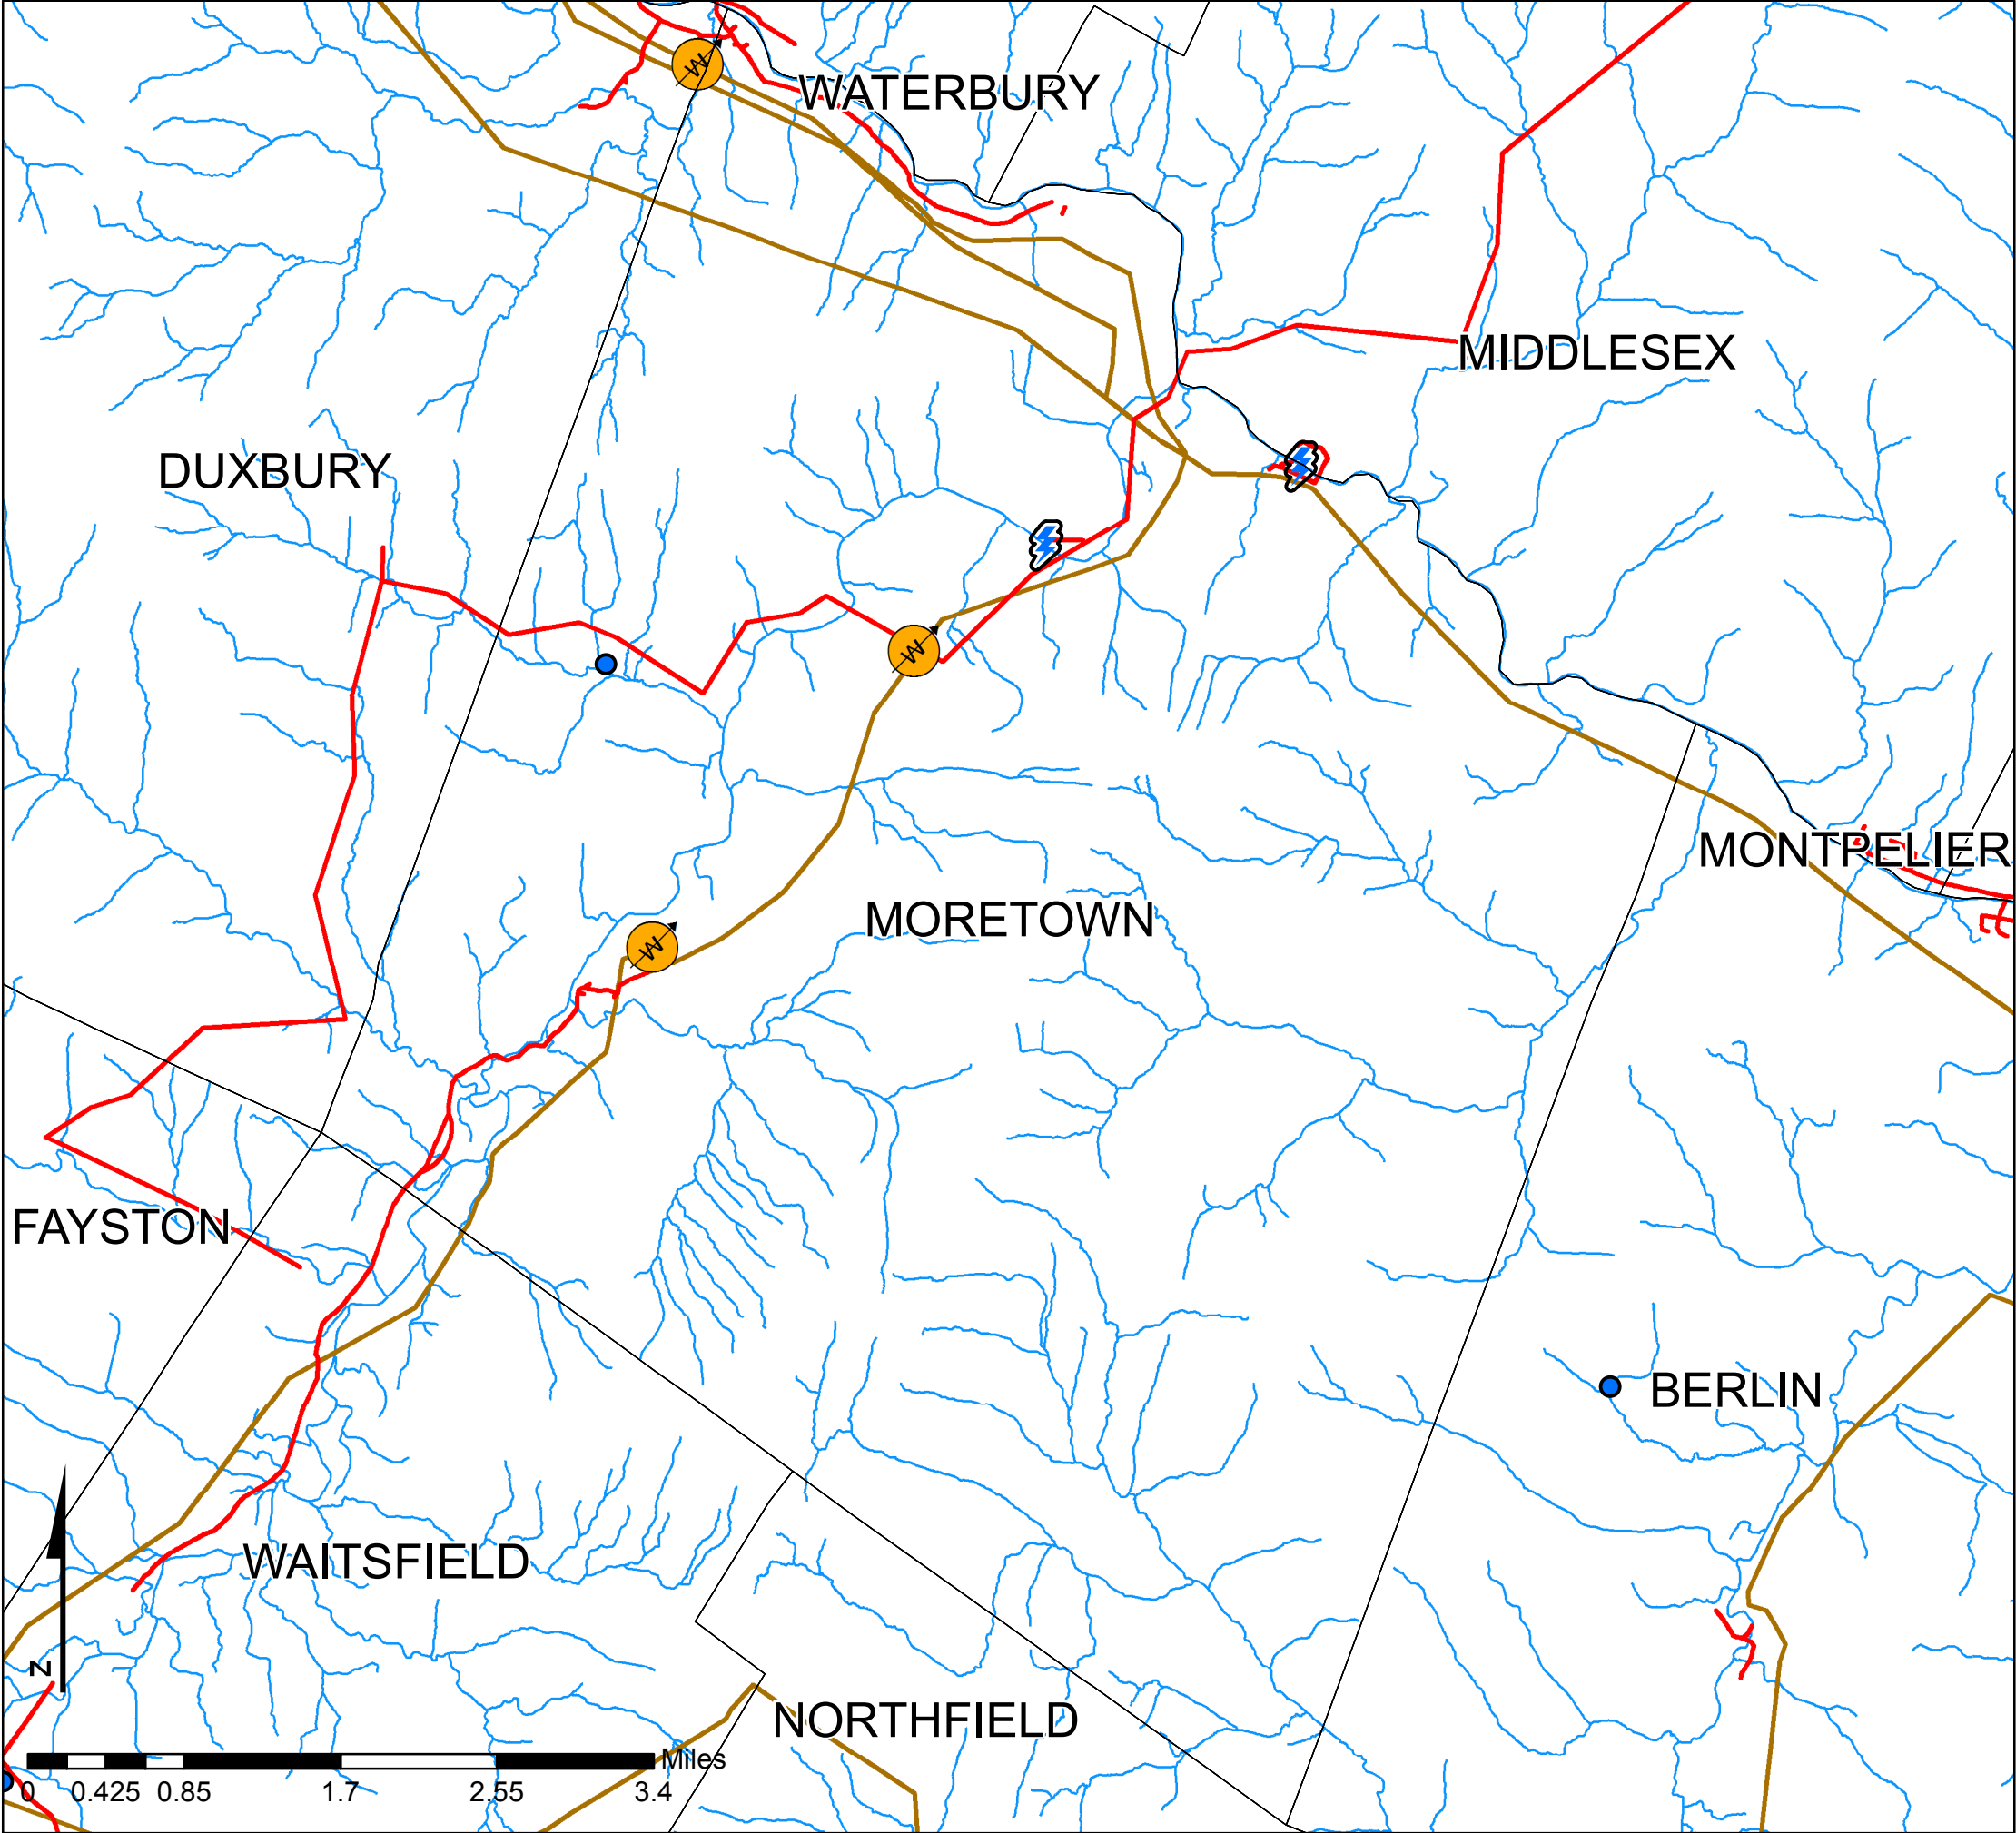 W
WATERBURY
MIDDLESEX
DUXBURY
W
MONTPELIER
MORETOWN
W
FAYSTON
BERLIN
WAITSFIELD
N
NORTHFIELD
Miles
0 0.425 0.85 1.7 2.55 3.4